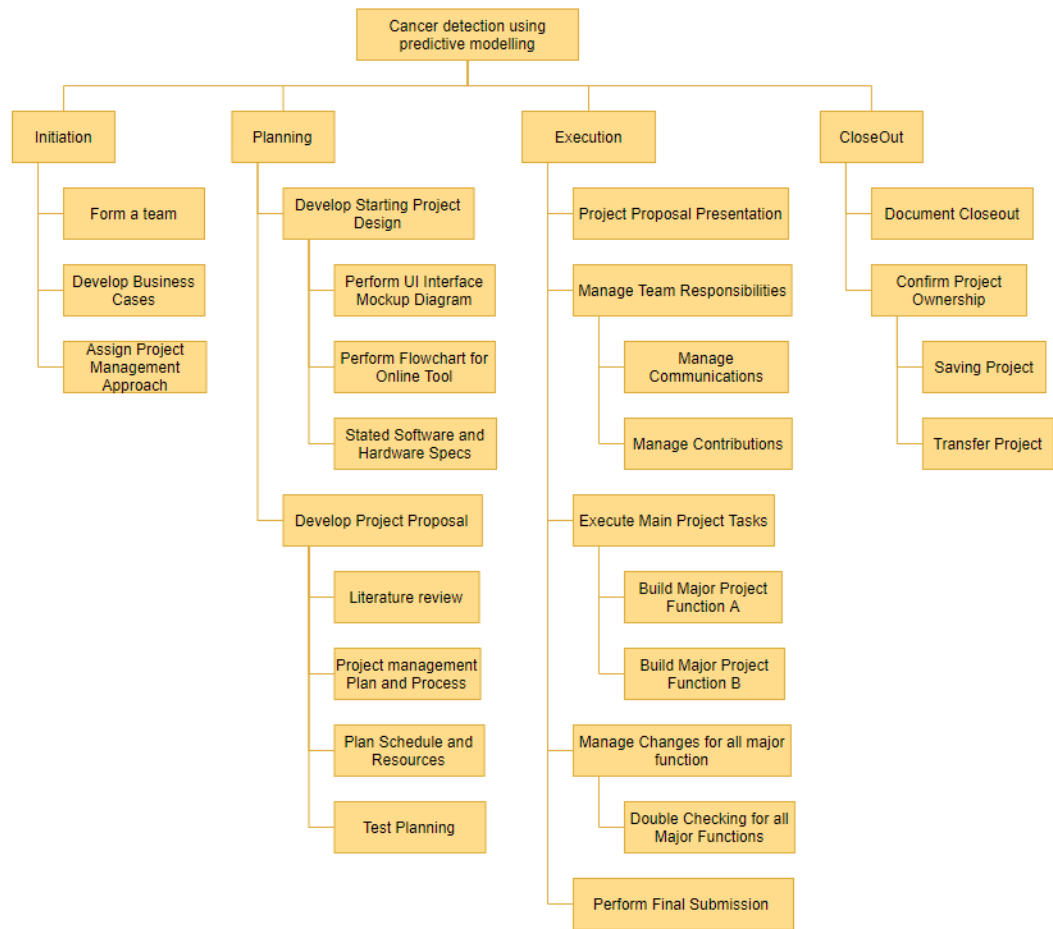 Cancer detection using
predictive modelling
Initiation
Planning
Execution
CloseOut
Form a team
Develop Business
Cases
Assign Project
Management
Approach
Develop Starting Project
Design
Perform UI Interface
Mockup Diagram
Perform Flowchart for
Online Tool
Stated Software and
Hardware Specs
Develop Project Proposal
Literature review
Project management
Plan and Process
Plan Schedule and
Resources
Test Planning
Project Proposal Presentation
Manage Team Responsibilities
Manage
Communications
Manage Contributions
Execute Main Project Tasks
Build Major Project
Function A
Build Major Project
Function B
Manage Changes for all major
function
Double Checking for all
Major Functions
Perform Final Submission
Document Closeout
Confirm Project
Ownership
Saving Project
Transfer Project